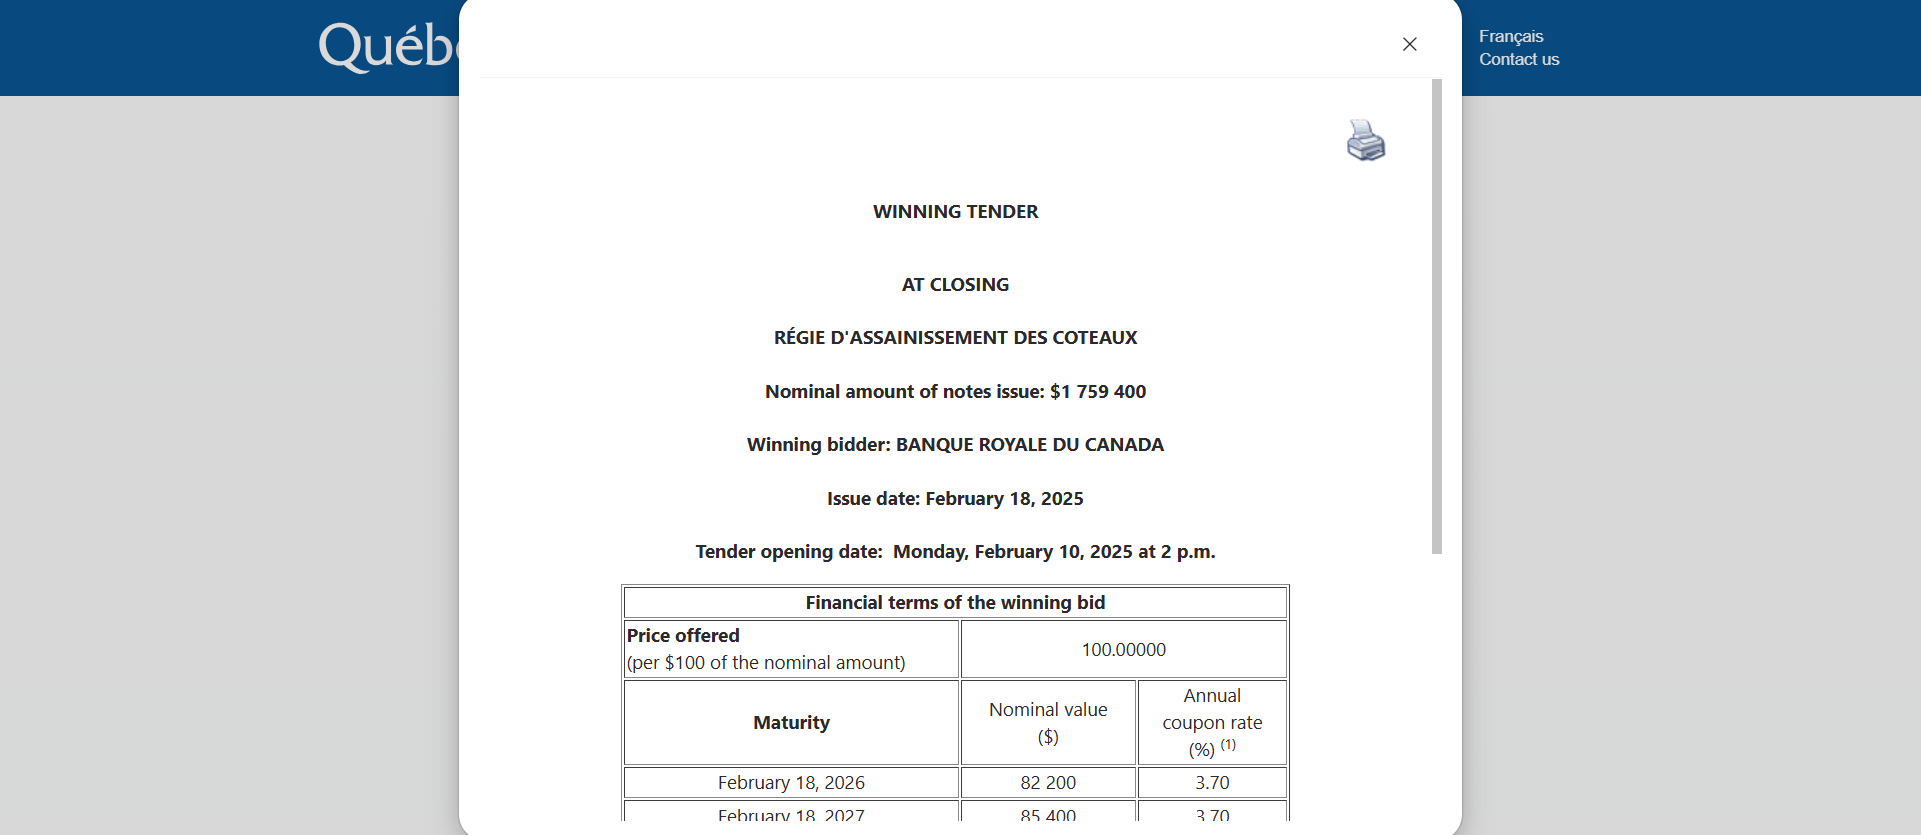 Québ
Français
Contact us
WINNING TENDER
AT CLOSING
RÉGIE D'ASSAINISSEMENT DES COTEAUX
Nominal amount of notes issue: $1 759 400
Winning bidder: BANQUE ROYALE DU CANADA
Issue date: February 18, 2025
Tender opening date:  Monday, February 10, 2025 at 2 p.m.
Financial terms of the winning bid
Price offered
(per $100 of the nominal amount)
100.00000
Maturity
Nominal value
($)
Annual
coupon rate
(%) (1)
February 18, 2026 82 200 3.70
February 18, 2027 85 400 3.70